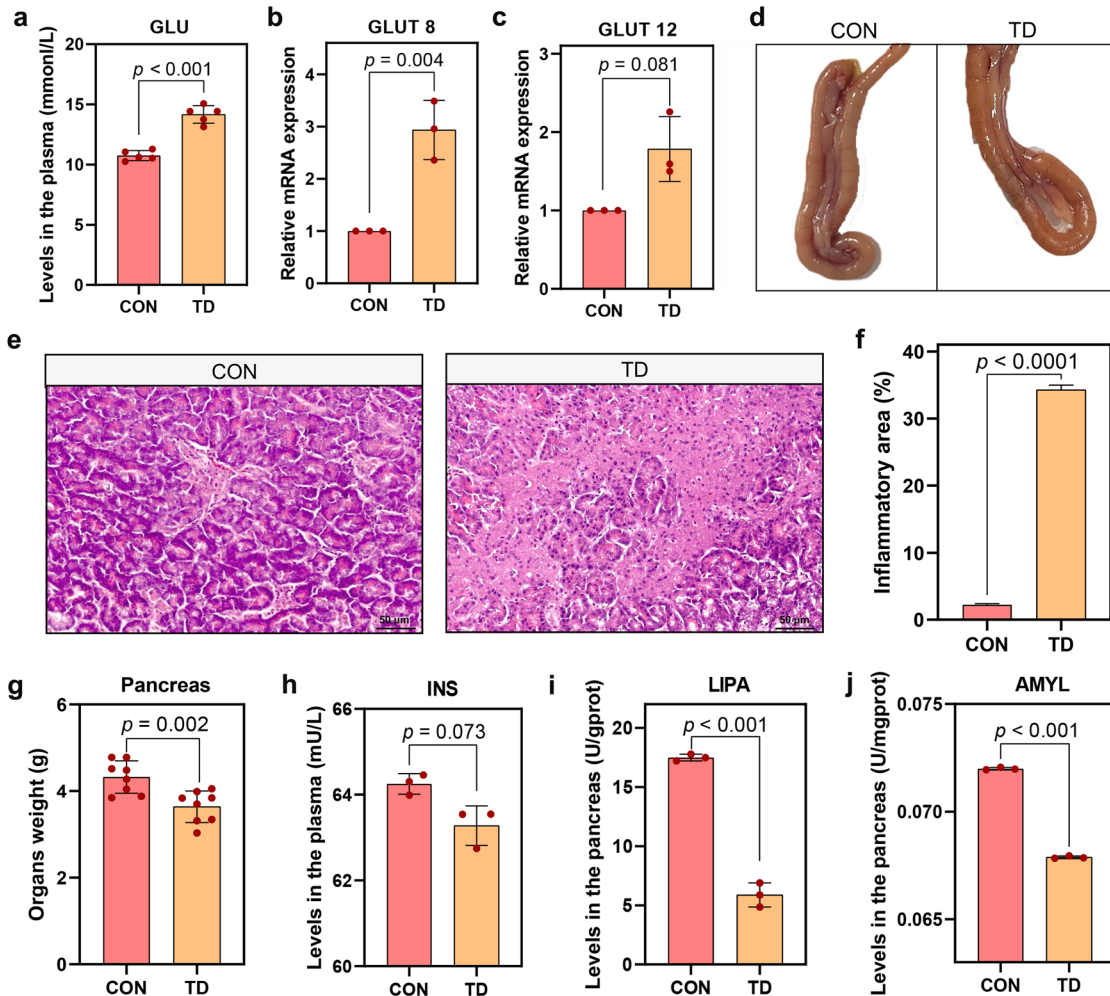 a
GLU
Levels in the plasma (mmonl/L)
20
15
10
5
0
p < 0.001
CON
TD
b
GLUT 8
Relative mRNA expression
4
3
2
1
0
p = 0.004
CON
TD
c
GLUT 12
Relative mRNA expression
3
2
1
0
p = 0.081
CON
TD
d
CON
TD
e
CON
50 μm
TD
50 μm
f
Inflammatory area (%)
40
30
20
10
0
p < 0.0001
CON
TD
g
Pancreas
Organs weight (g)
6
4
2
0
p = 0.002
CON
TD
h
INS
Levels in the plasma (mU/L)
66
64
62
60
p = 0.073
CON
TD
i
LIPA
Levels in the pancreas (U/gprot)
20
15
10
5
0
p < 0.001
CON
TD
j
AMYL
Levels in the pancreas (U/mgprot)
0.075
0.070
0.065
p < 0.001
CON
TD